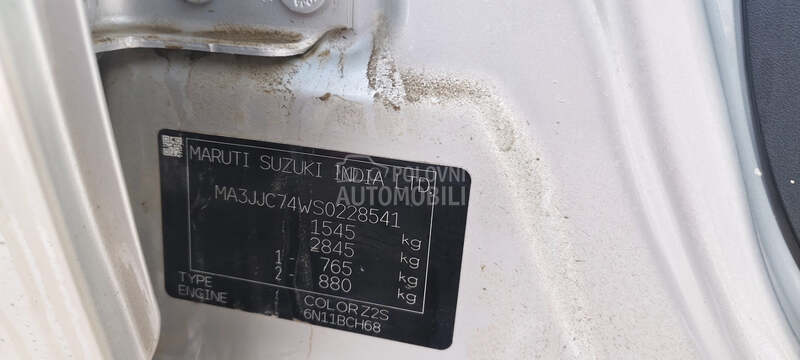 MARUTI SUZUKI INDIA LTD.
MA3JJC74WS0228541
1545 kg
2845 kg
1 - 765 kg
2 - 880 kg
TYPE
ENGINE
COLOR Z2S
6N11BCH68
POLOVNI
AUTOMOBILI